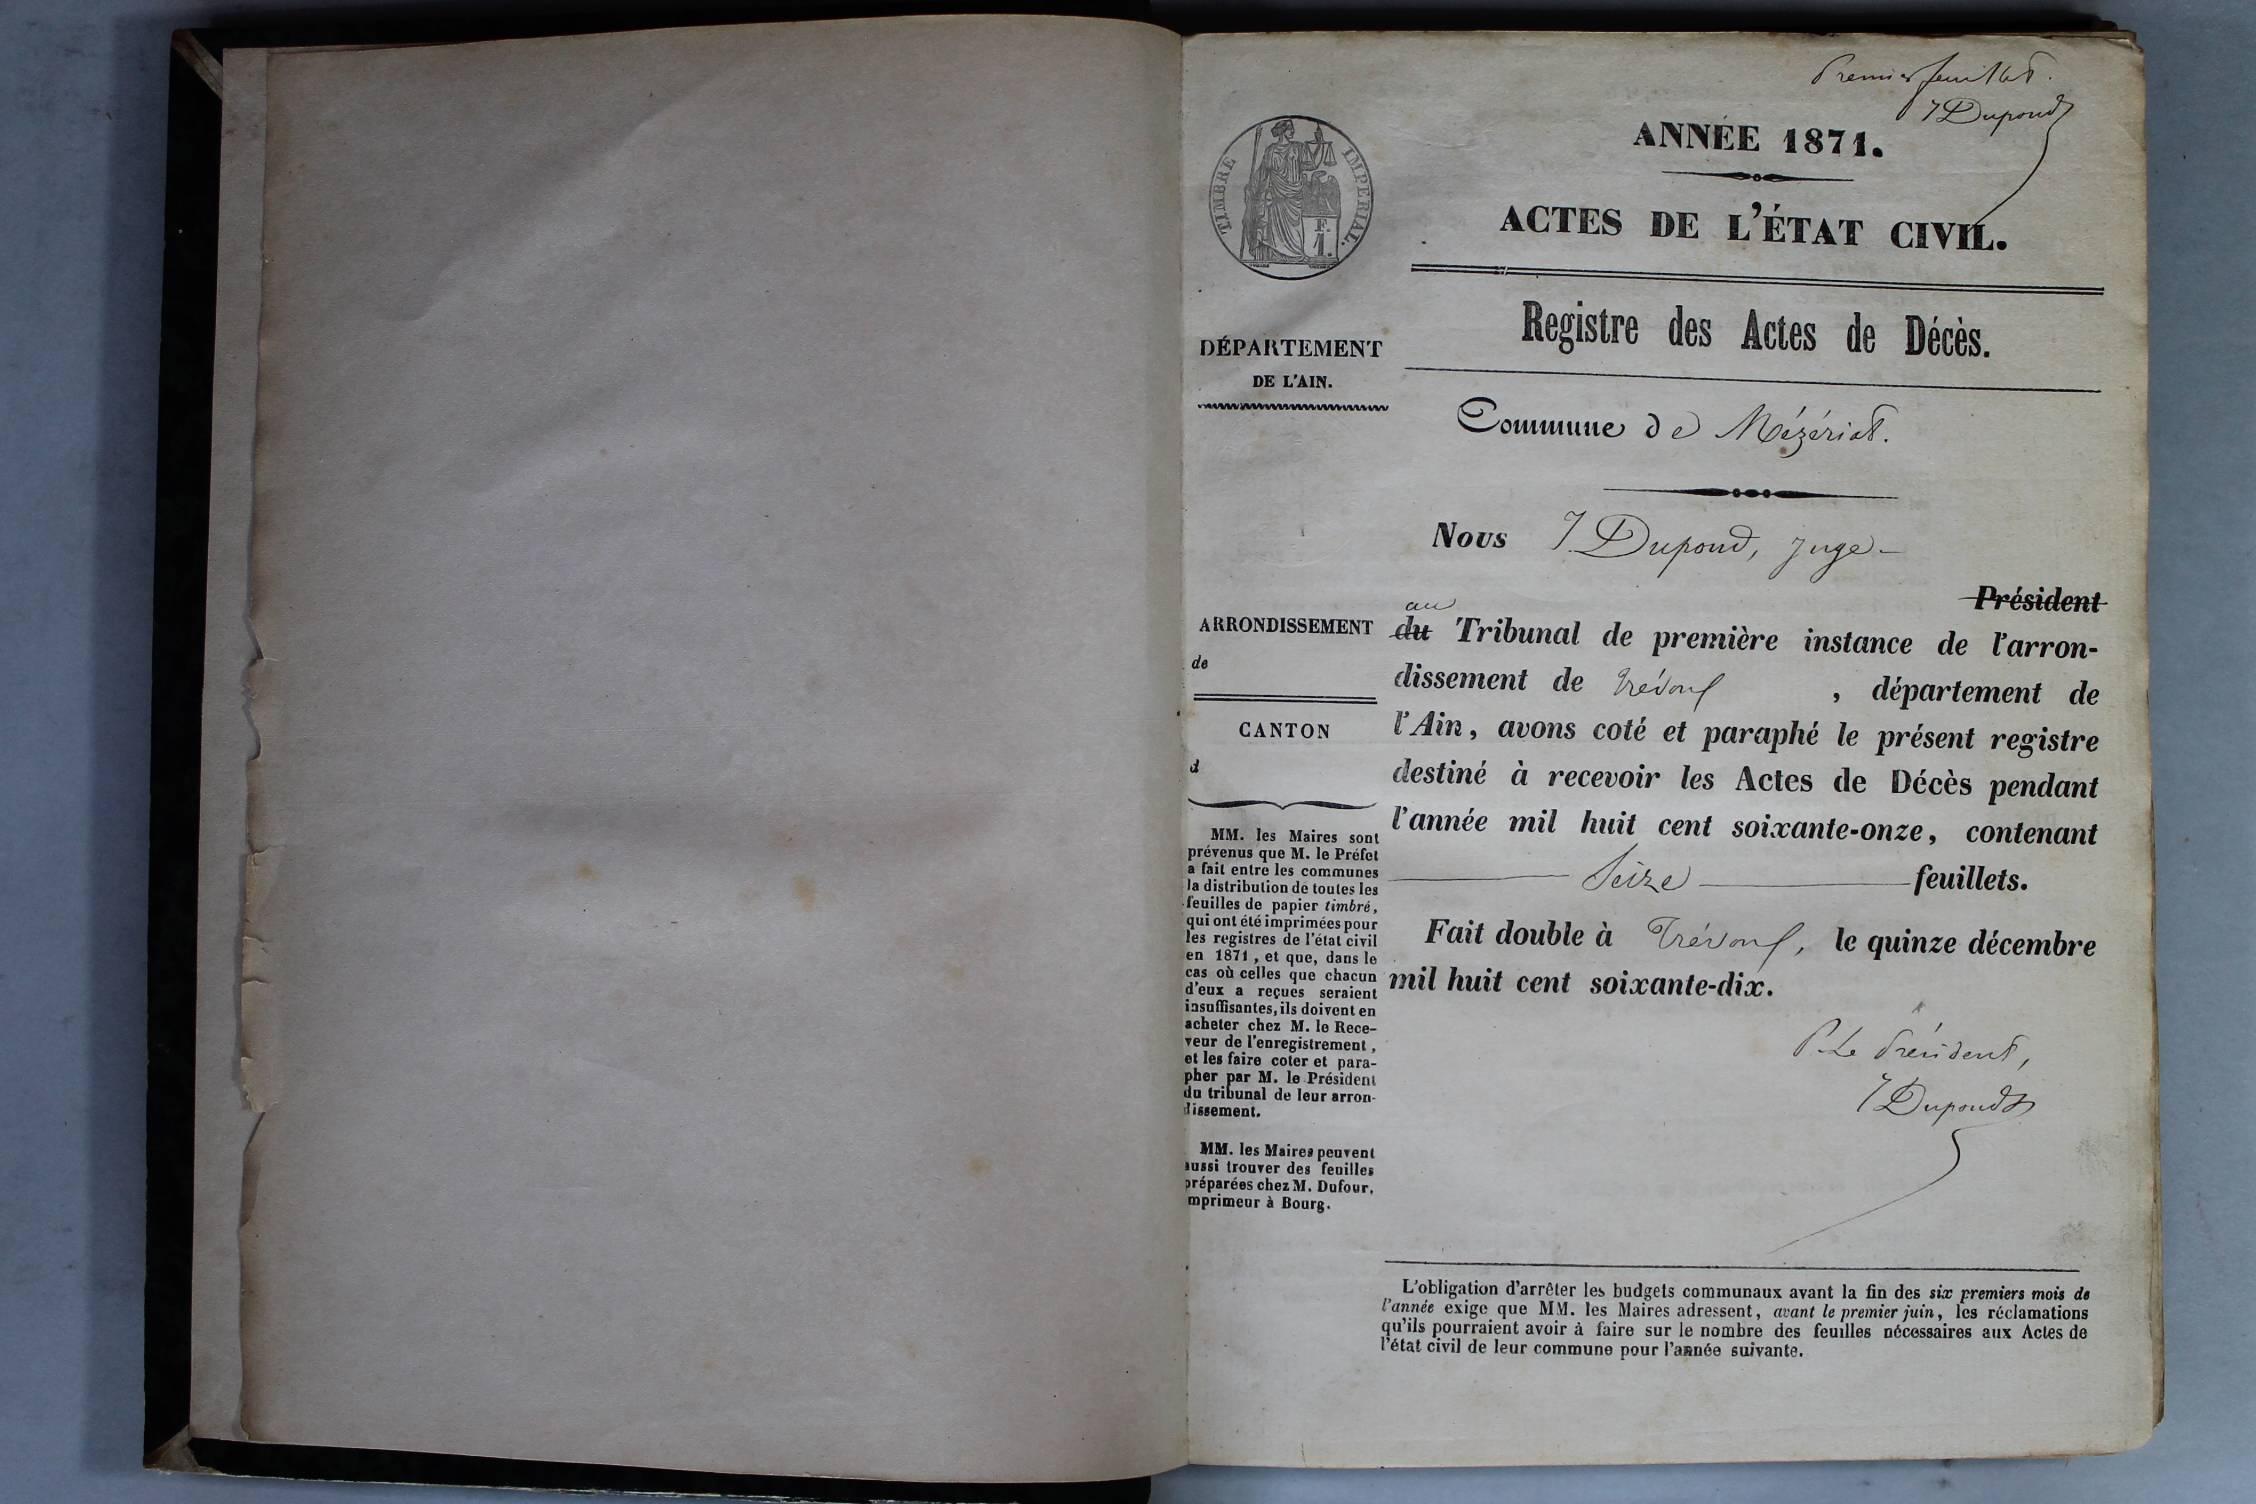 Premier feuillet.
J Dupond
TIMBRE IMPERIAL.
F.
1.
ANNÉE 1871.
ACTES DE L'ÉTAT CIVIL.
Registre des Actes de Décès.
DÉPARTEMENT
DE L'AIN.
Commune de Mézériat.
Nous J. Dupond, juge
Président
au
ARRONDISSEMENT
de
CANTON
d
du Tribunal de première instance de l'arron-
dissement de Trévoux, département de
l'Ain, avons coté et paraphé le présent registre
destiné à recevoir les Actes de Décès pendant
l'année mil huit cent soixante-onze, contenant
Seize feuillets.
Fait double à Trévoux, le quinze décembre
mil huit cent soixante-dix.
P. Le Président,
J Dupond
MM. les Maires sont
prévenus que M. le Préfet
a fait entre les communes
la distribution de toutes les
feuilles de papier timbré,
qui ont été imprimées pour
les registres de l'état civil
en 1871, et que, dans le
cas où celles que chacun
d'eux a reçues seraient
insuffisantes, ils doivent en
acheter chez M. le Rece-
veur de l'enregistrement,
et les faire coter et para-
pher par M. le Président
du tribunal de leur arron-
dissement.
MM. les Maires peuvent
aussi trouver des feuilles
préparées chez M. Dufour,
imprimeur à Bourg.
L'obligation d'arrêter les budgets communaux avant la fin des six premiers mois de
l'année exige que MM. les Maires adressent, avant le premier juin, les réclamations
qu'ils pourraient avoir à faire sur le nombre des feuilles nécessaires aux Actes de
l'état civil de leur commune pour l'année suivante.